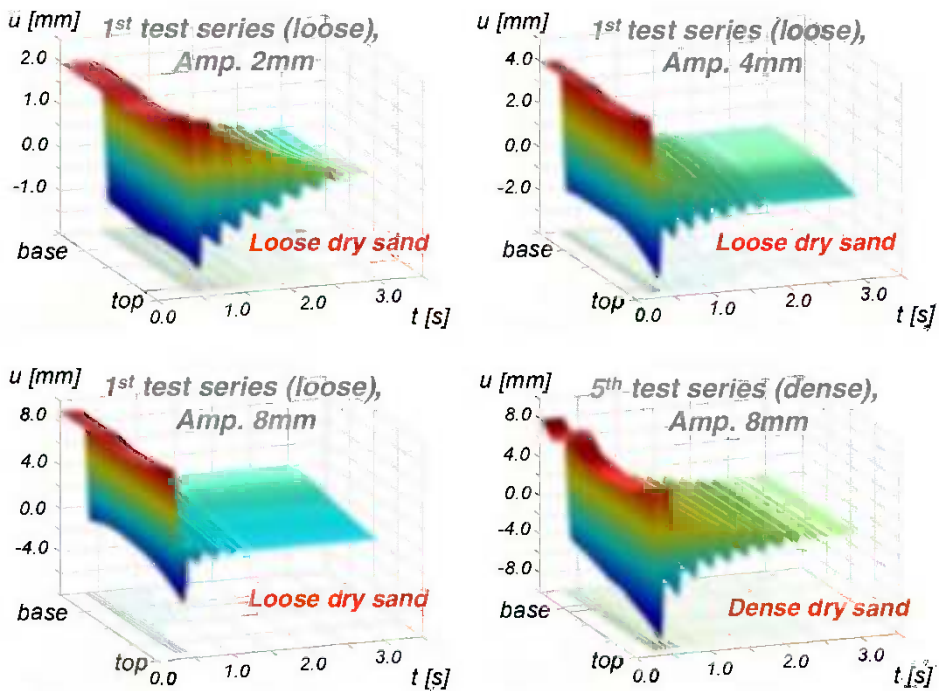 u [mm]
1st test series (loose),
Amp. 2mm
2.0
1.0
0.0
-1.0
base
top
Loose dry sand
0.0
1.0
2.0
3.0
t [s]
u [mm]
1st test series (loose),
Amp. 4mm
4.0
2.0
0.0
-2.0
base
top
Loose dry sand
0.0
1.0
2.0
3.0
t [s]
u [mm]
1st test series (loose),
Amp. 8mm
8.0
4.0
0.0
-4.0
base
top
Loose dry sand
0.0
1.0
2.0
3.0
t [s]
u [mm]
5th test series (dense),
Amp. 8mm
8.0
4.0
0.0
-4.0
-8.0
base
top
Dense dry sand
0.0
1.0
2.0
3.0
t [s]